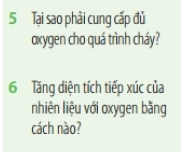 5 Tại sao phải cung cấp đủ
oxygen cho quá trình cháy?
6 Tăng diện tích tiếp xúc của
nhiên liệu với oxygen bằng
cách nào?